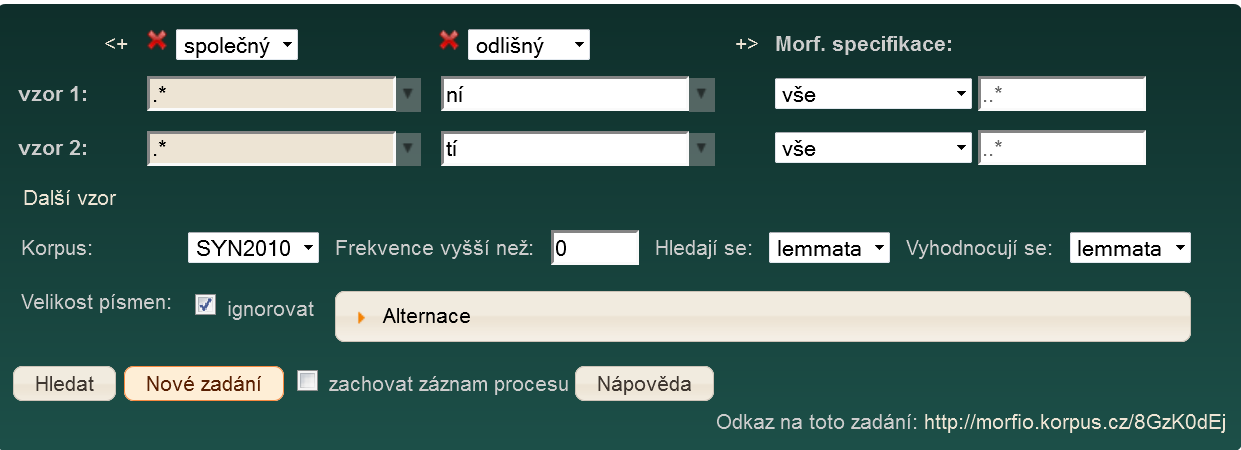 <+ společný odlišný +> Morf. specifikace:
vzor 1: .* ní vše ..*
vzor 2: .* tí vše ..*
Další vzor
Korpus: SYN2010 Frekvence vyšší než: 0 Hledají se: lemmata Vyhodnocují se: lemmata
Velikost písmen: ignorovat Alternace
Hledat Nové zadání zachovat záznam procesu Nápověda
Odkaz na toto zadání: http://morfio.korpus.cz/8GzK0dEj